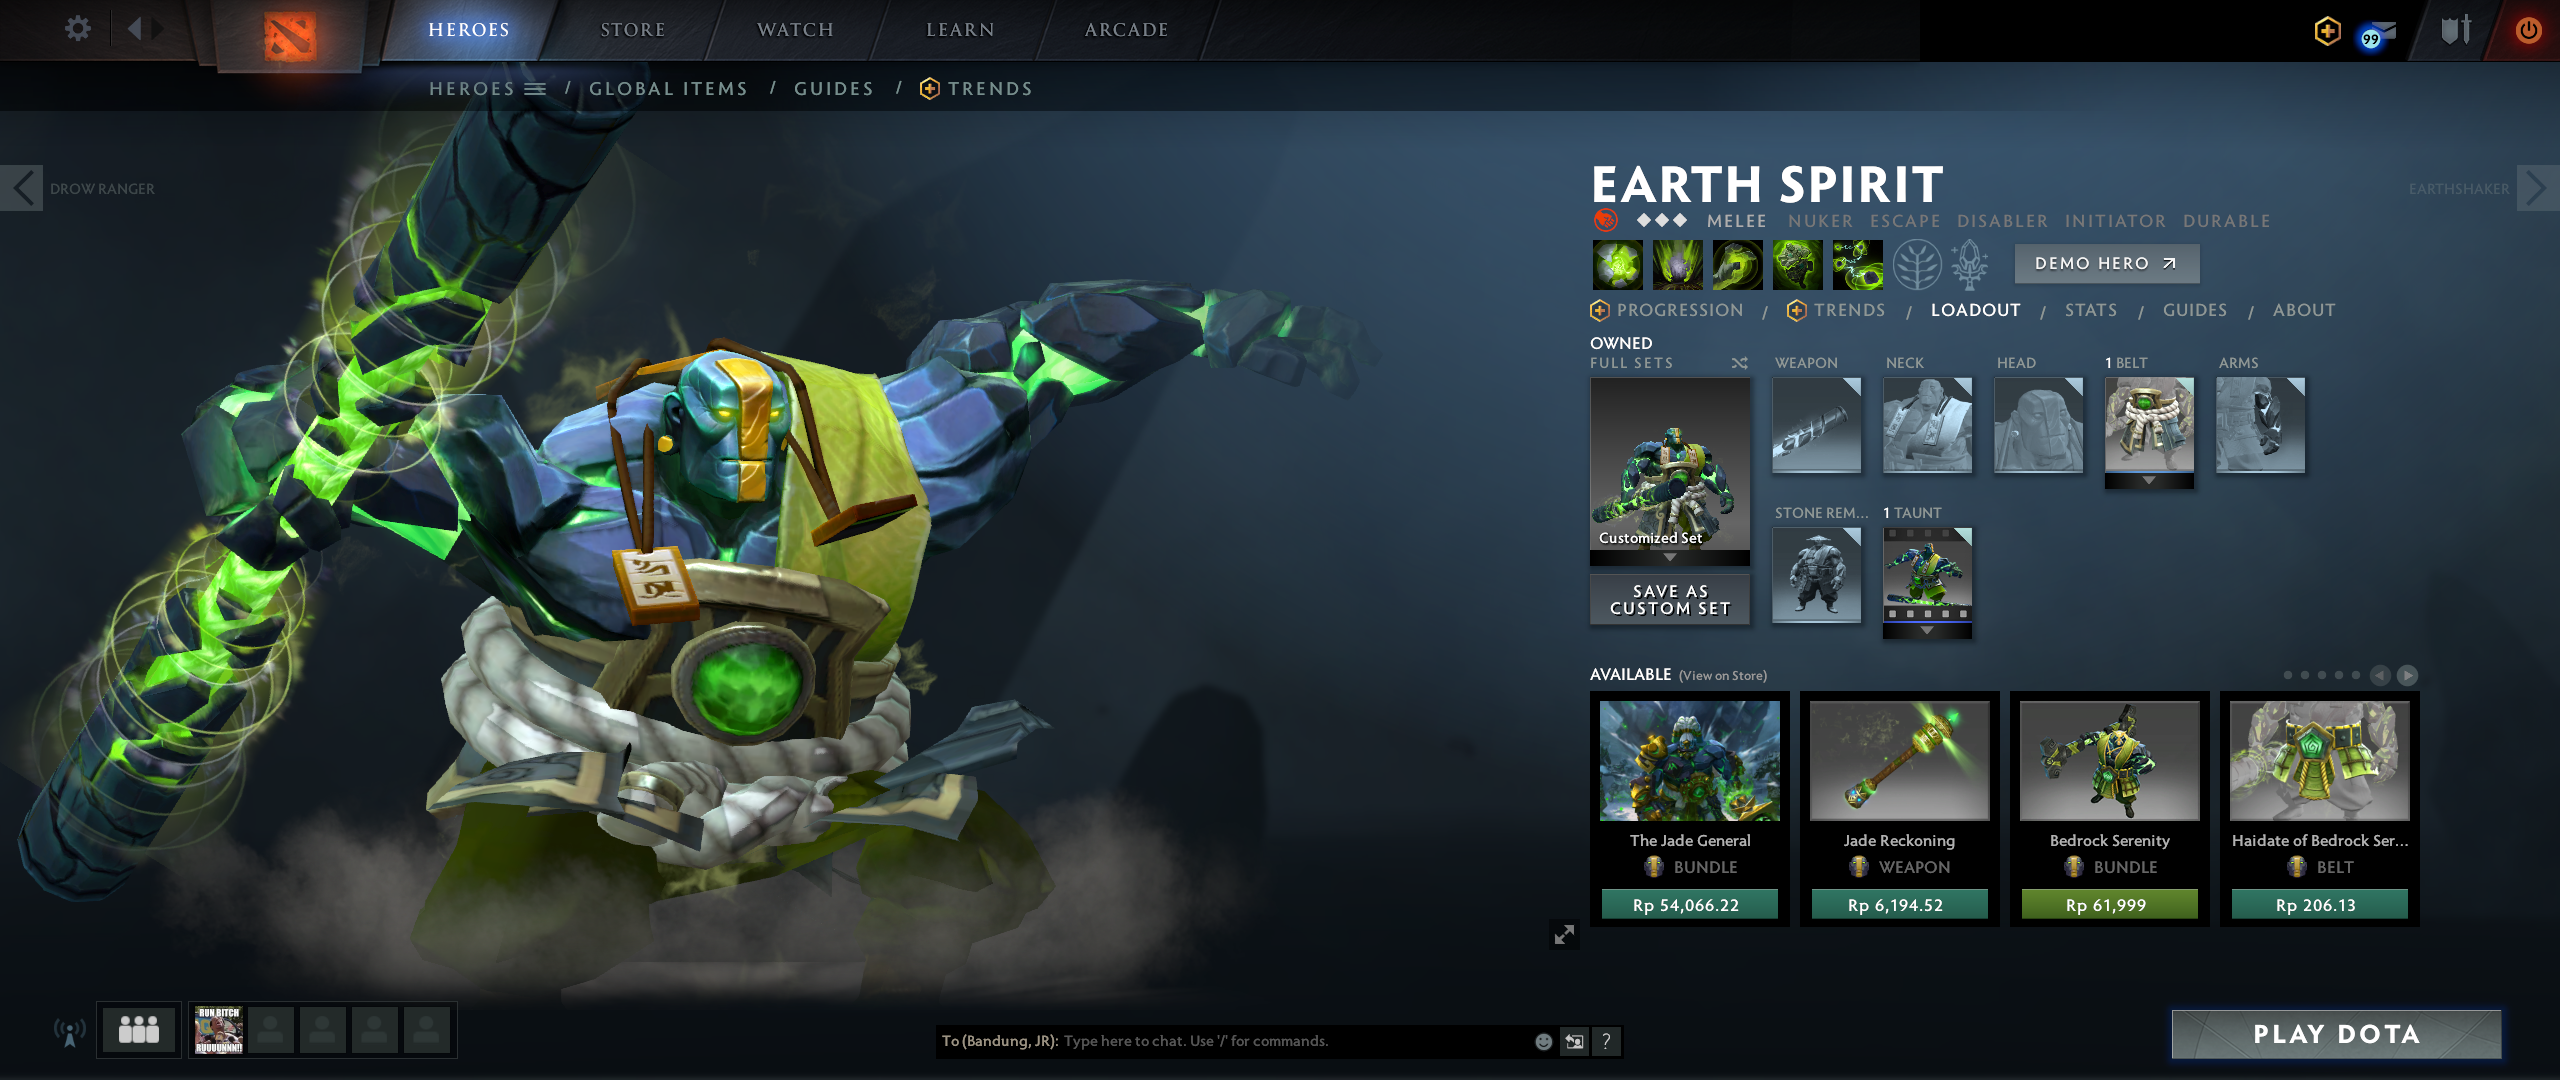 HEROES
STORE
WATCH
LEARN
ARCADE
99
HEROES
/
GLOBAL ITEMS
/
GUIDES
/
TRENDS
DROW RANGER
EARTHSHAKER
EARTH SPIRIT
MELEE NUKER ESCAPE DISABLER INITIATOR DURABLE
DEMO HERO
PROGRESSION / TRENDS / LOADOUT / STATS / GUIDES / ABOUT
OWNED
FULL SETS
WEAPON
NECK
HEAD
1 BELT
ARMS
Customized Set
STONE REM...
1 TAUNT
SAVE AS
CUSTOM SET
AVAILABLE (View on Store)
The Jade General
BUNDLE
Rp 54,066.22
Jade Reckoning
WEAPON
Rp 6,194.52
Bedrock Serenity
BUNDLE
Rp 61,999
Haidate of Bedrock Ser...
BELT
Rp 206.13
RUN BITCH
RUUUUNNN!!
To (Bandung, JR): Type here to chat. Use '/' for commands.
?
PLAY DOTA